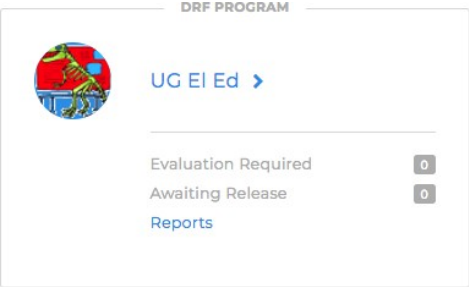 DRF PROGRAM
UG El Ed >
Evaluation Required 0
Awaiting Release 0
Reports